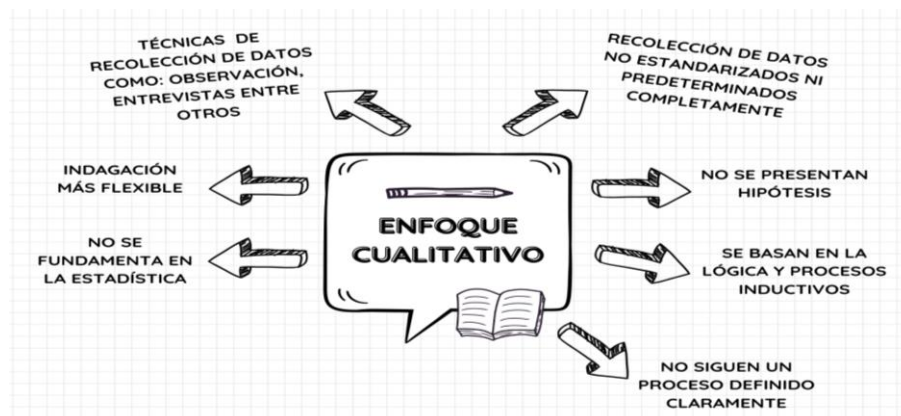 TÉCNICAS DE
RECOLECCIÓN DE DATOS
COMO: OBSERVACIÓN,
ENTREVISTAS ENTRE
OTROS
RECOLECCIÓN DE DATOS
NO ESTANDARIZADOS NI
PREDETERMINADOS
COMPLETAMENTE
INDAGACIÓN
MÁS FLEXIBLE
NO SE PRESENTAN
HIPÓTESIS
ENFOQUE
CUALITATIVO
NO SE
FUNDAMENTA EN
LA ESTADÍSTICA
SE BASAN EN LA
LÓGICA Y PROCESOS
INDUCTIVOS
NO SIGUEN UN
PROCESO DEFINIDO
CLARAMENTE